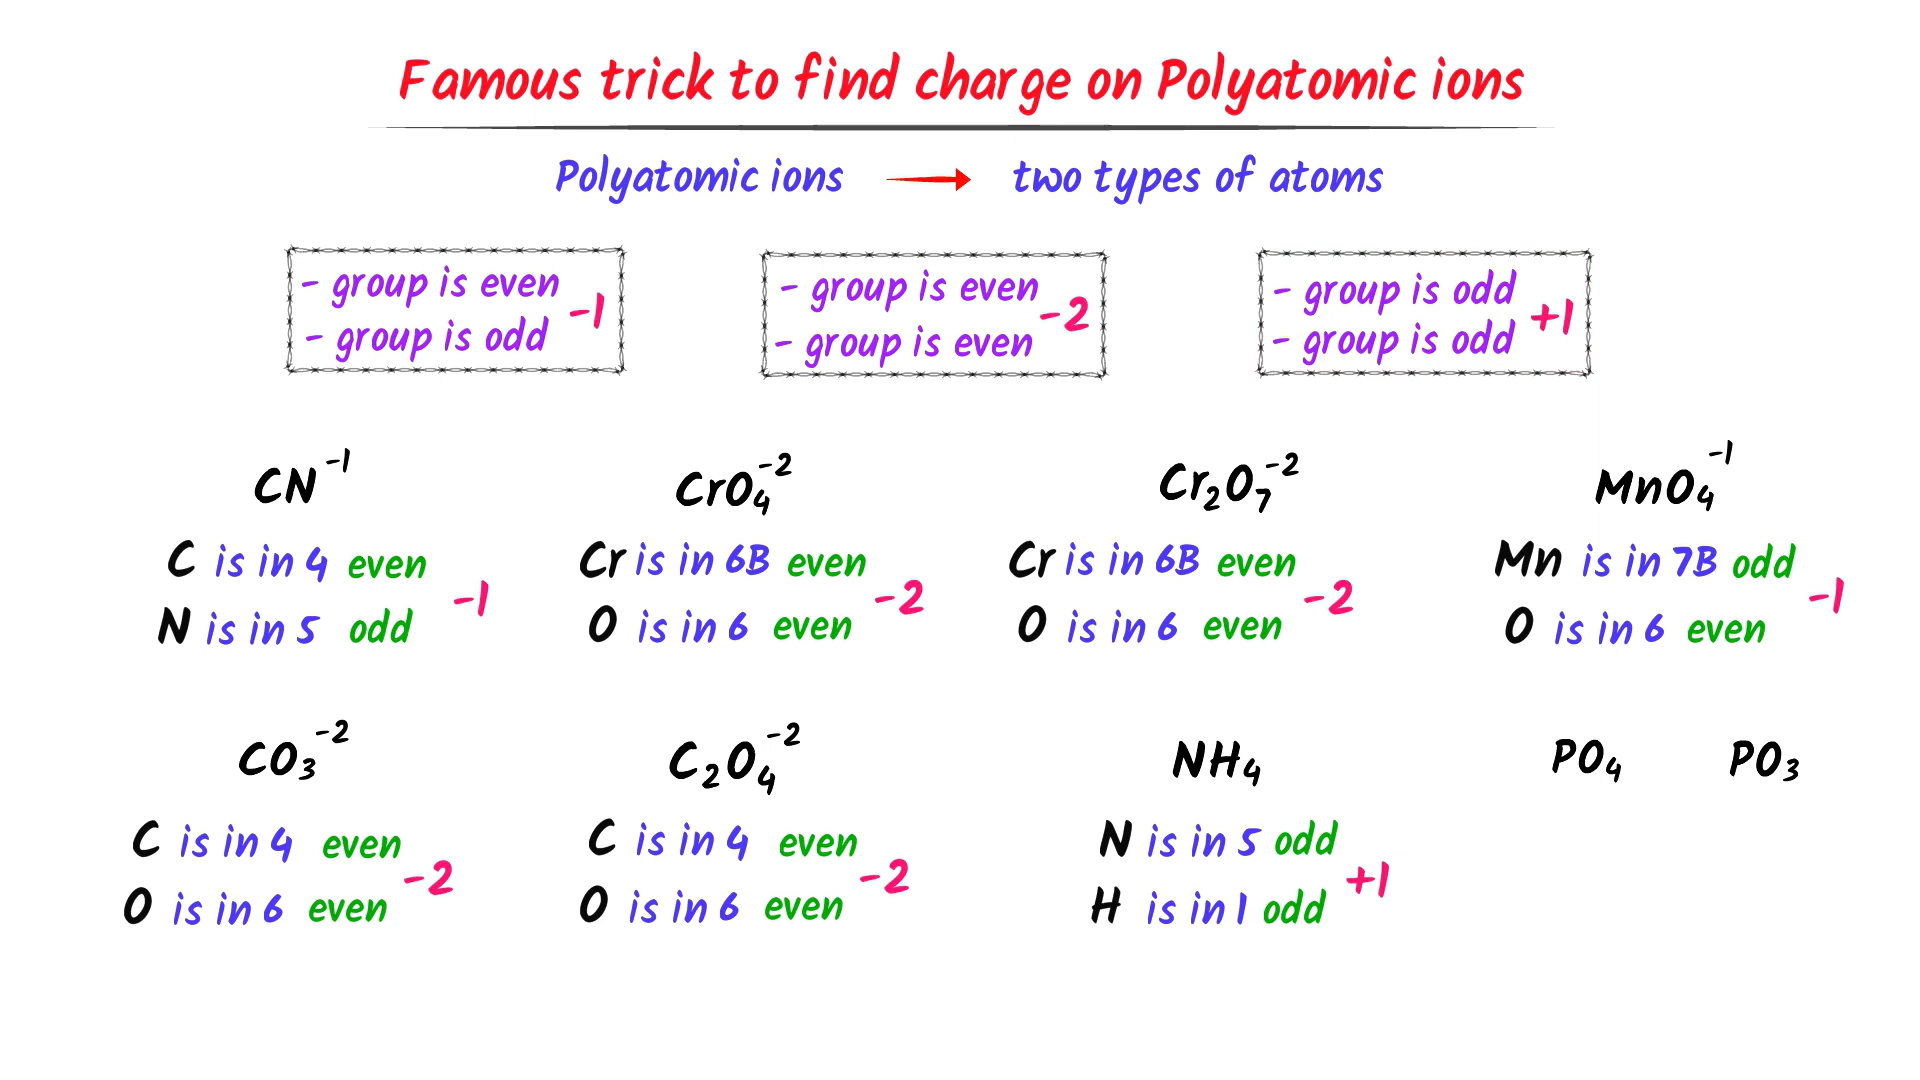 Famous trick to find charge on Polyatomic ions
Polyatomic ions → two types of atoms
- group is even
- group is odd
-1
- group is even
- group is even
-2
- group is odd
- group is odd
+1
CN⁻¹
C is in 4 even
N is in 5 odd
-1
CrO₄⁻²
Cr is in 6B even
O is in 6 even
-2
Cr₂O₇⁻²
Cr is in 6B even
O is in 6 even
-2
MnO₄⁻¹
Mn is in 7B odd
O is in 6 even
-1
CO₃⁻²
C is in 4 even
O is in 6 even
-2
C₂O₄⁻²
C is in 4 even
O is in 6 even
-2
NH₄
N is in 5 odd
H is in 1 odd
+1
PO₄ PO₃